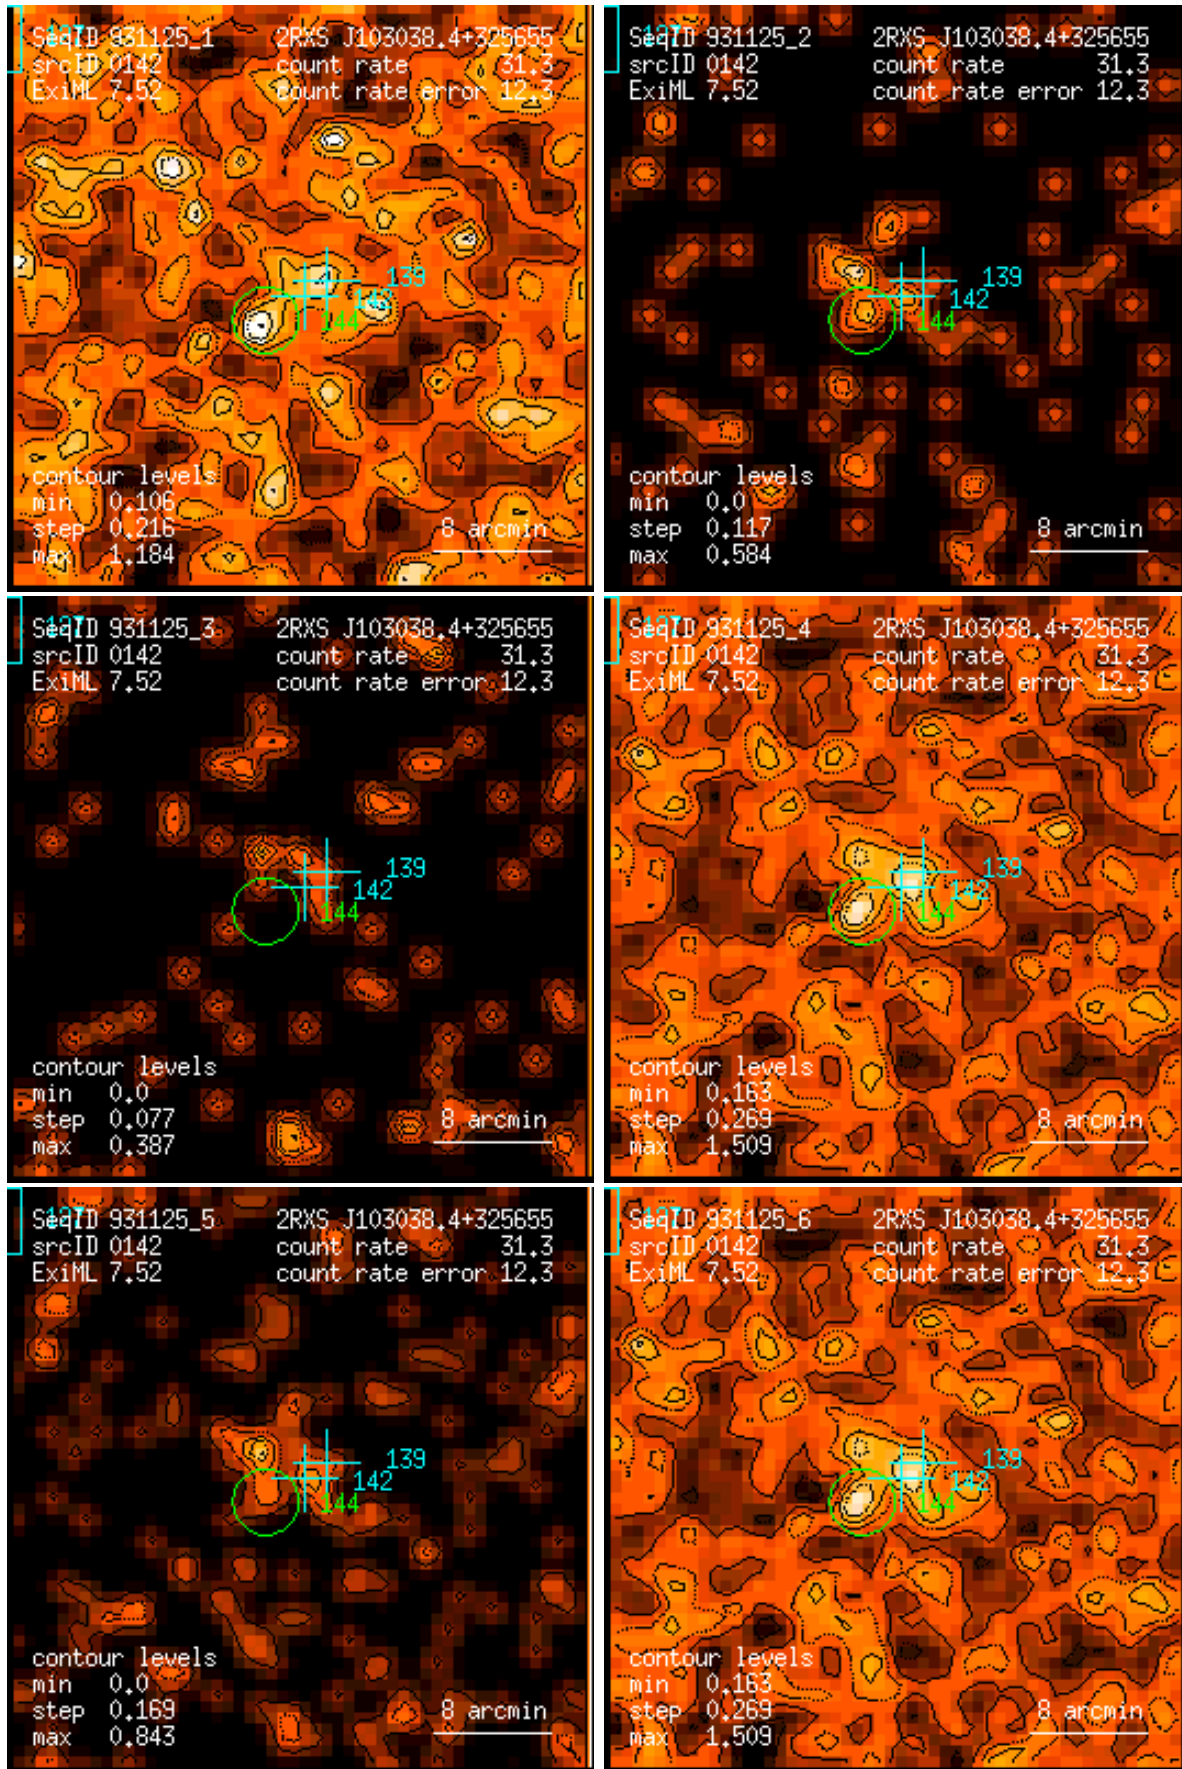 SeqID 931125_1 2RXS J103038.4+325655
srcID 0142 count rate 31.3
ExiML 7.52 count rate error 12.3
139
142
144
contour levels
min 0.106
step 0.216
max 1.184
8 arcmin
SeqID 931125_2 2RXS J103038.4+325655
srcID 0142 count rate 31.3
ExiML 7.52 count rate error 12.3
139
142
144
contour levels
min 0.0
step 0.117
max 0.584
8 arcmin
SeqID 931125_3 2RXS J103038.4+325655
srcID 0142 count rate 31.3
ExiML 7.52 count rate error 12.3
139
142
144
contour levels
min 0.0
step 0.077
max 0.387
8 arcmin
SeqID 931125_4 2RXS J103038.4+325655
srcID 0142 count rate 31.3
ExiML 7.52 count rate error 12.3
139
142
144
contour levels
min 0.163
step 0.269
max 1.509
8 arcmin
SeqID 931125_5 2RXS J103038.4+325655
srcID 0142 count rate 31.3
ExiML 7.52 count rate error 12.3
139
142
144
contour levels
min 0.0
step 0.169
max 0.843
8 arcmin
SeqID 931125_6 2RXS J103038.4+325655
srcID 0142 count rate 31.3
ExiML 7.52 count rate error 12.3
139
142
144
contour levels
min 0.163
step 0.269
max 1.509
8 arcmin